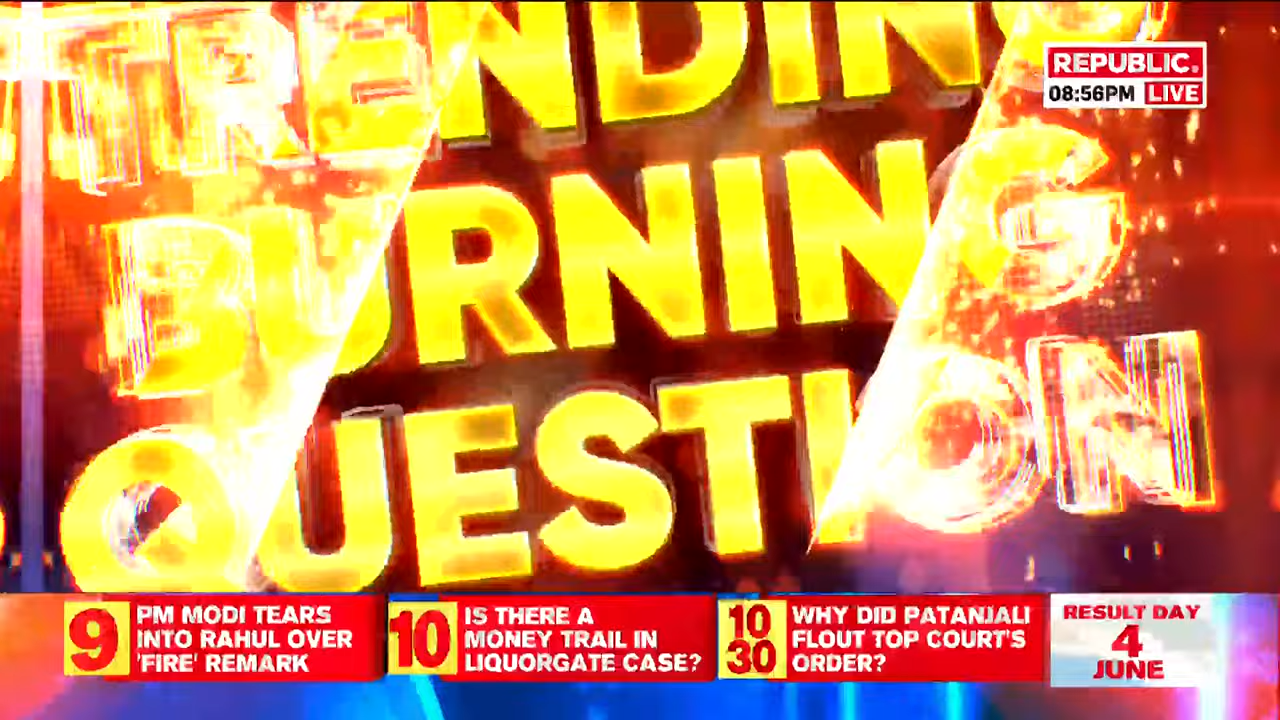 TRENDING
BURNING
QUESTION
REPUBLIC.
08:56PM LIVE
9
PM MODI TEARS
INTO RAHUL OVER
'FIRE' REMARK
10
IS THERE A
MONEY TRAIL IN
LIQUORGATE CASE?
10
30
WHY DID PATANJALI
FLOUT TOP COURT'S
ORDER?
RESULT DAY
4
JUNE